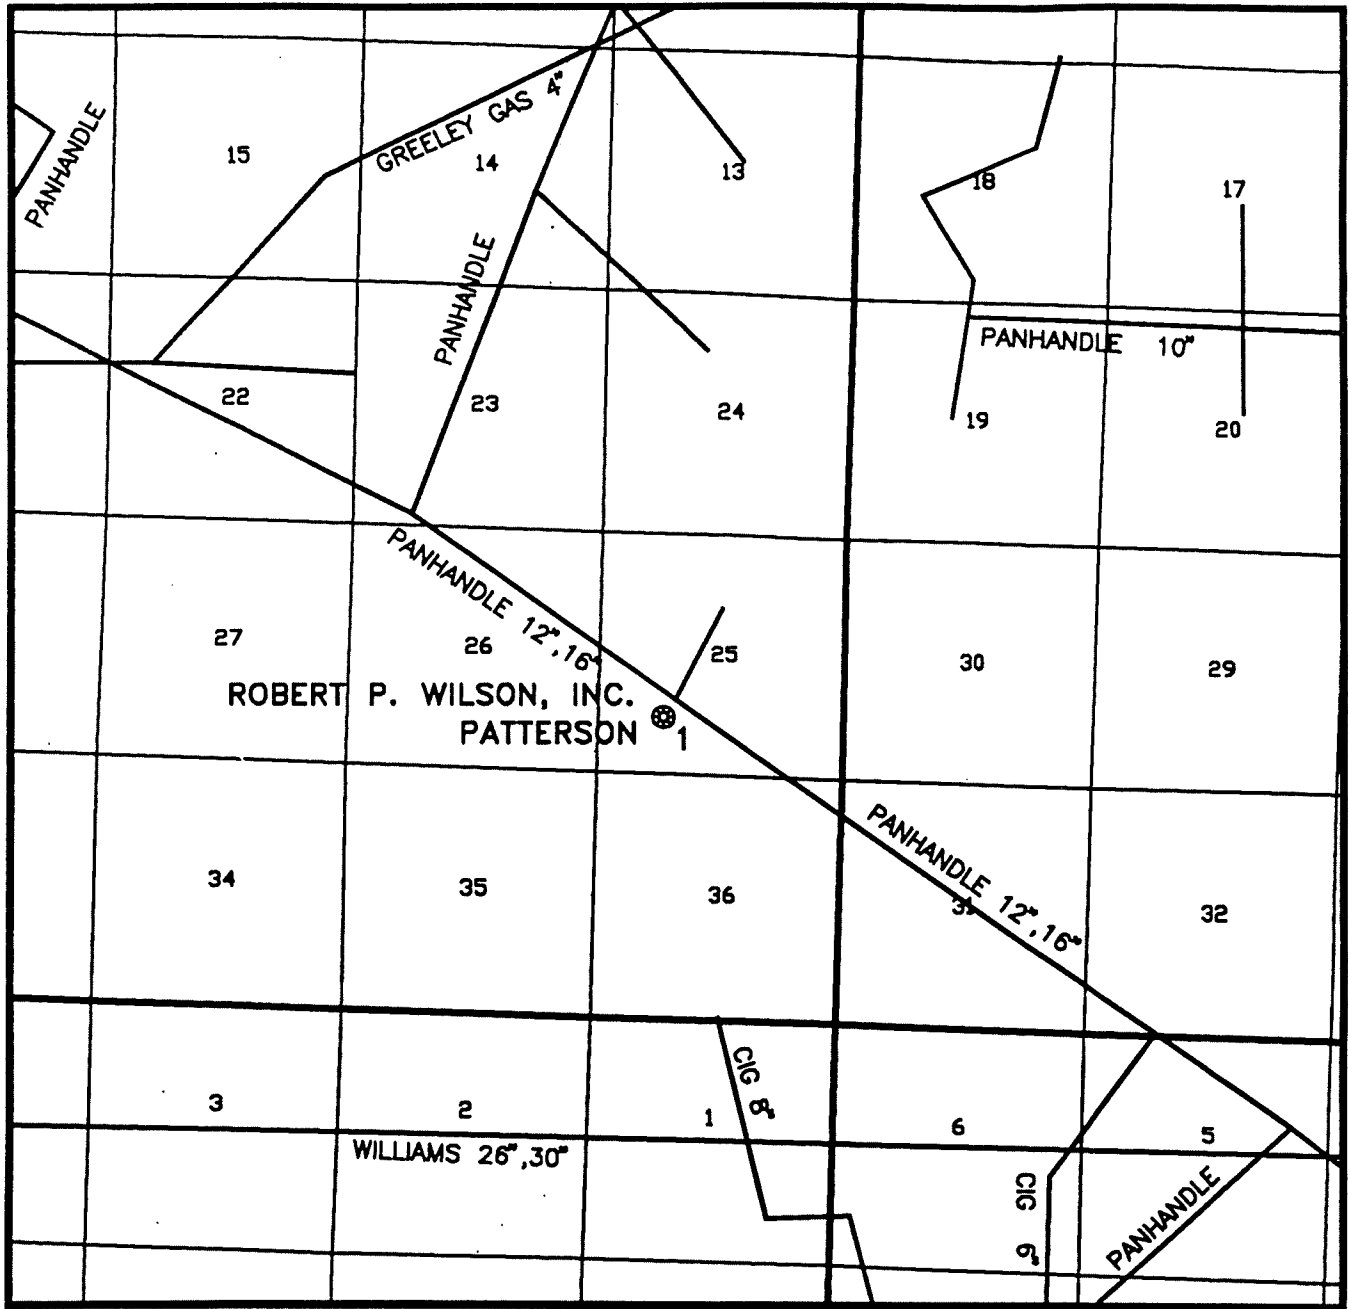 PANHANDLE
15
GREELEY GAS 4"
14
13
18
17
PANHANDLE
PANHANDLE 10"
22
23
24
19
20
PANHANDLE 12",16"
27
26
25
30
29
ROBERT P. WILSON, INC.
PATTERSON
1
PANHANDLE 12",16"
34
35
36
31
32
CIG 8"
3
2
1
6
5
WILLIAMS 26",30"
CIG 6"
PANHANDLE